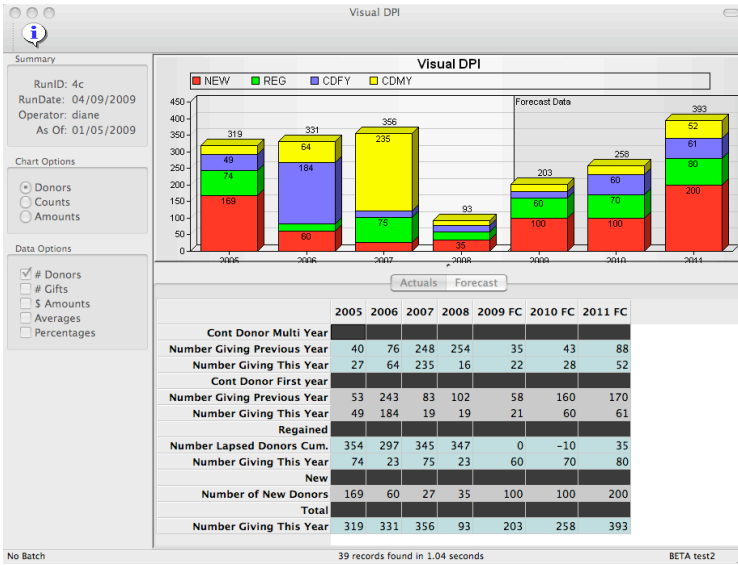 Visual DPI
Summary
RunID: 4c
RunDate: 04/09/2009
Operator: diane
As Of: 01/05/2009
Chart Options
Donors
Counts
Amounts
Data Options
# Donors
# Gifts
$ Amounts
Averages
Percentages
Visual DPI
NEW REG CDFY CDMY
Forecast Data
450
400
350
300
250
200
150
100
50
0
319 331 356 93 203 258 393
49 74 169
64 184 60
235 75
35
60 100
60 70 100
52 61 80 200
2005 2006 2007 2008 2009 2010 2011
Actuals Forecast
2005 2006 2007 2008 2009 FC 2010 FC 2011 FC
Cont Donor Multi Year
Number Giving Previous Year 40 76 248 254 35 43 88
Number Giving This Year 27 64 235 16 22 28 52
Cont Donor First year
Number Giving Previous Year 53 243 83 102 58 160 170
Number Giving This Year 49 184 19 19 21 60 61
Regained
Number Lapsed Donors Cum. 354 297 345 347 0 -10 35
Number Giving This Year 74 23 75 23 60 70 80
New
Number of New Donors 169 60 27 35 100 100 200
Total
Number Giving This Year 319 331 356 93 203 258 393
No Batch 39 records found in 1.04 seconds BETA test2